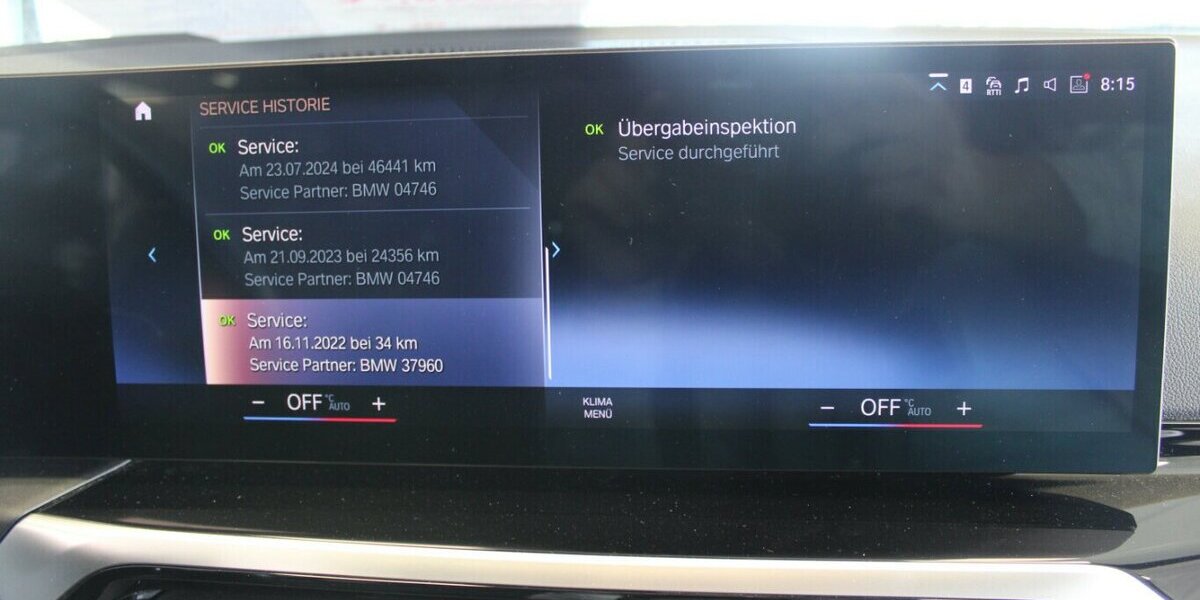 SERVICE HISTORIE
OK Service:
Am 23.07.2024 bei 46441 km
Service Partner: BMW 04746
OK Service:
Am 21.09.2023 bei 24356 km
Service Partner: BMW 04746
OK Service:
Am 16.11.2022 bei 34 km
Service Partner: BMW 37960
4 RTTI 8:15
OK Übergabeinspektion
Service durchgeführt
- OFF °C AUTO +
KLIMA
MENÜ
- OFF °C AUTO +